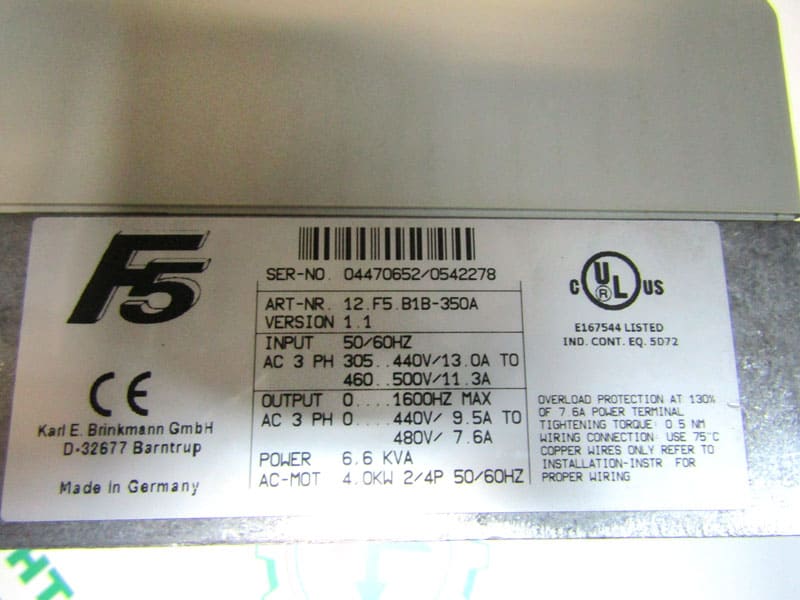 F5
SER-NO. 04470652/0542278
ART-NR. 12.F5.B1B-350A
VERSION 1.1
INPUT 50/60HZ
AC 3 PH 305..440V/13.0A TO
460..500V/11.3A
OUTPUT 0....1600HZ MAX
AC 3 PH 0....440V/ 9.5A TO
480V/ 7.6A
POWER 6.6 KVA
AC-MOT 4.0KW 2/4P 50/60HZ
CE
Karl E. Brinkmann GmbH
D-32677 Barntrup
Made in Germany
C UL US
E167544 LISTED
IND. CONT. EQ. 5D72
OVERLOAD PROTECTION AT 130%
OF 7.6A POWER TERMINAL
TIGHTENING TORQUE: 0.5 NM
WIRING CONNECTION: USE 75°C
COPPER WIRES ONLY REFER TO
INSTALLATION-INSTR FOR
PROPER WIRING
HT